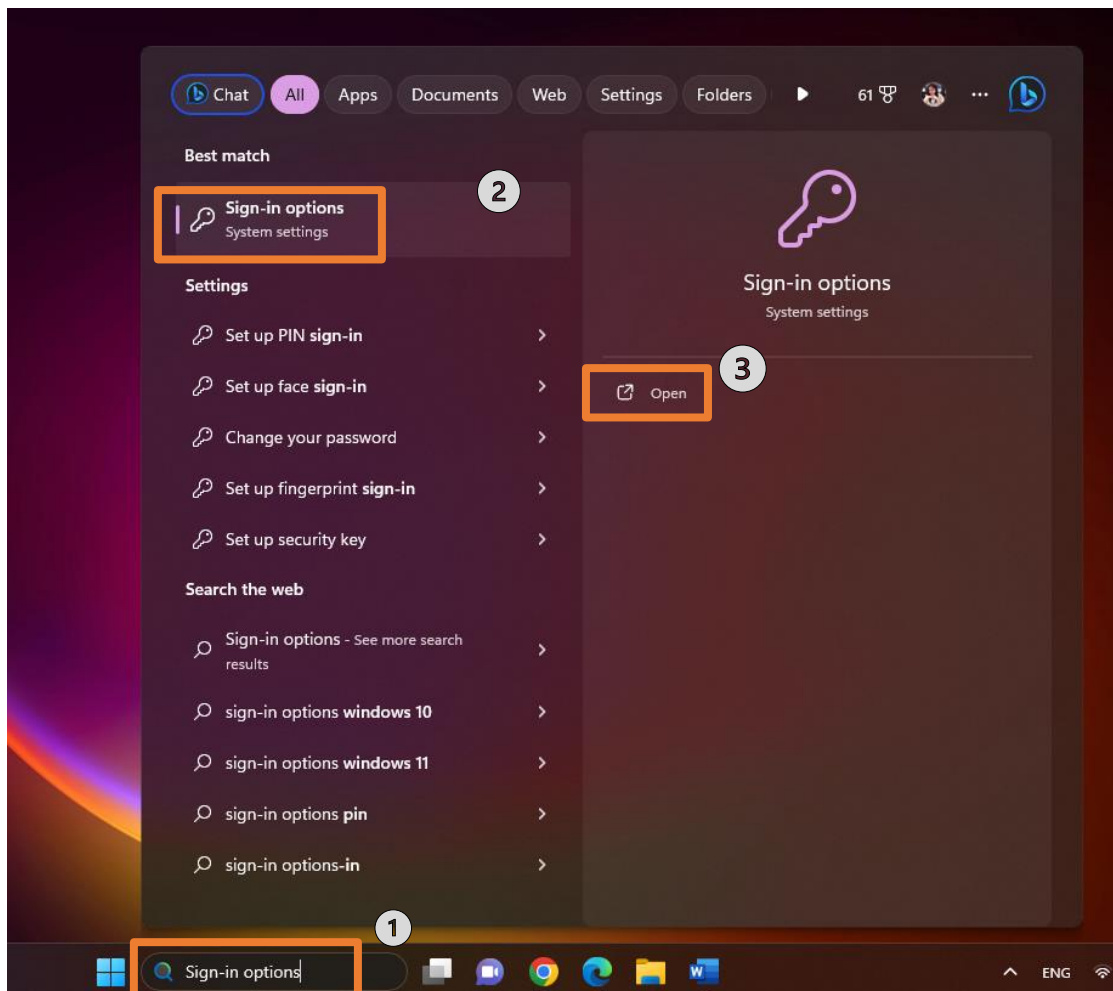 Chat All Apps Documents Web Settings Folders 61
Best match
Sign-in options
System settings
2
Settings
Set up PIN sign-in
Set up face sign-in
Change your password
Set up fingerprint sign-in
Set up security key
Search the web
Sign-in options - See more search
results
sign-in options windows 10
sign-in options windows 11
sign-in options pin
sign-in options-in
Sign-in options
System settings
3
Open
1
Sign-in options
W
ENG